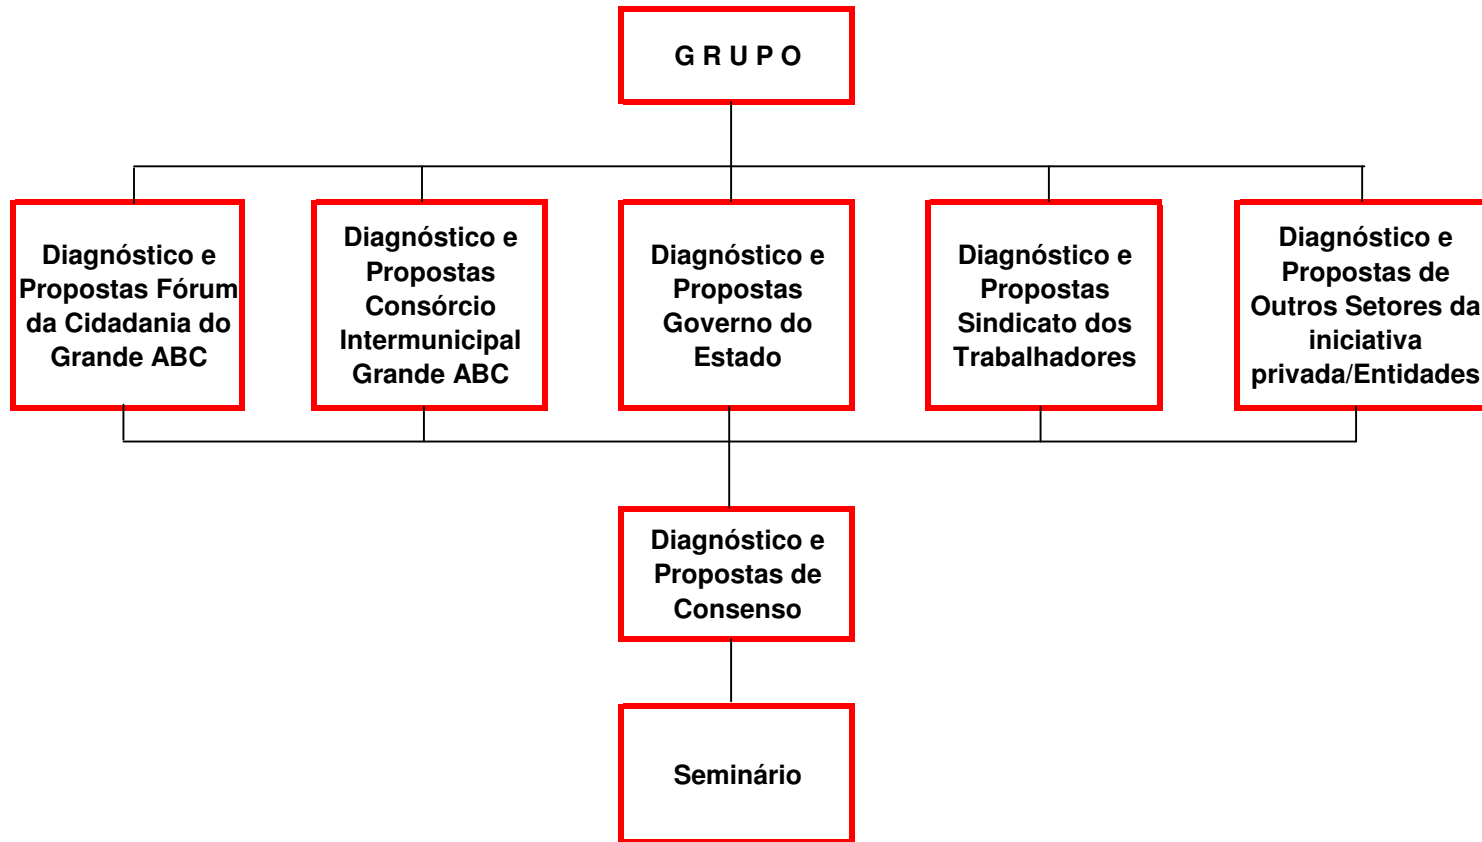 G R U P O
Diagnóstico e
Propostas Fórum
da Cidadania do
Grande ABC
Diagnóstico e
Propostas
Consórcio
Intermunicipal
Grande ABC
Diagnóstico e
Propostas
Governo do
Estado
Diagnóstico e
Propostas
Sindicato dos
Trabalhadores
Diagnóstico e
Propostas de
Outros Setores da
iniciativa
privada/Entidades
Diagnóstico e
Propostas de
Consenso
Seminário